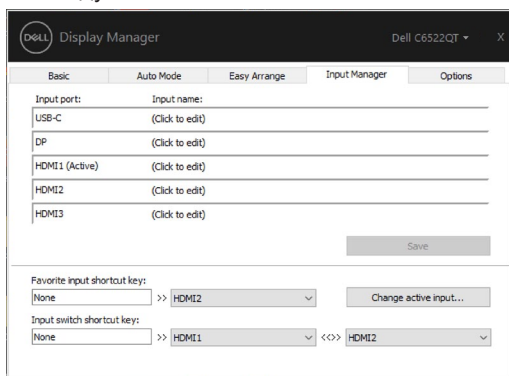 DELL Display Manager Dell C6522QT X
Basic Auto Mode Easy Arrange Input Manager Options
Input port: Input name:
USB-C (Click to edit)
DP (Click to edit)
HDMI1 (Active) (Click to edit)
HDMI2 (Click to edit)
HDMI3 (Click to edit)
Save
Favorite input shortcut key:
None >> HDMI2 Change active input...
Input switch shortcut key:
None >> HDMI1 <<>> HDMI2